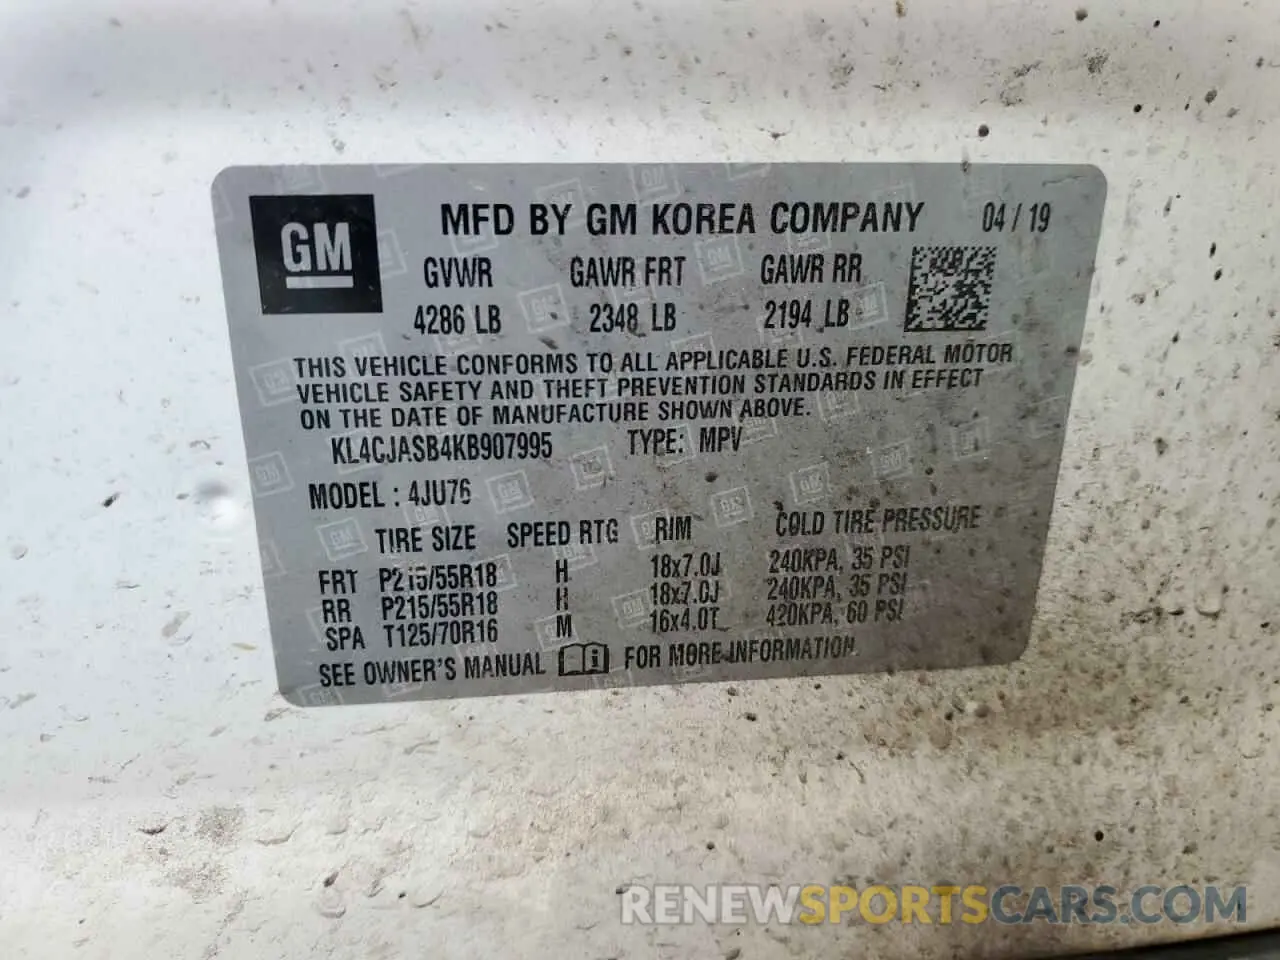 GM
MFD BY GM KOREA COMPANY 04 / 19
GVWR GAWR FRT GAWR RR
4286 LB 2348 LB 2194 LB
THIS VEHICLE CONFORMS TO ALL APPLICABLE U.S. FEDERAL MOTOR
VEHICLE SAFETY AND THEFT PREVENTION STANDARDS IN EFFECT
ON THE DATE OF MANUFACTURE SHOWN ABOVE.
KL4CJASB4KB907995 TYPE: MPV
MODEL : 4JU76
TIRE SIZE SPEED RTG RIM COLD TIRE PRESSURE
FRT P215/55R18 H 18x7.0J 240KPA, 35 PSI
RR P215/55R18 H 18x7.0J 240KPA, 35 PSI
SPA T125/70R16 M 16x4.0T 420KPA, 60 PSI
SEE OWNER'S MANUAL FOR MORE INFORMATION
RENEWSPORTSCARS.COM